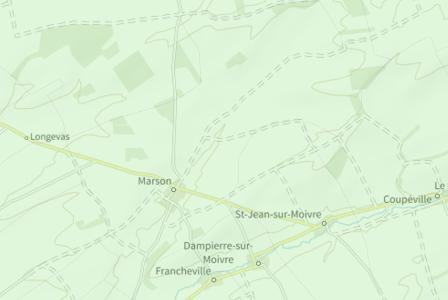 Longevas
Marson
Le
Coupéville
St-Jean-sur-Moivre
Dampierre-sur-
Moivre
Francheville